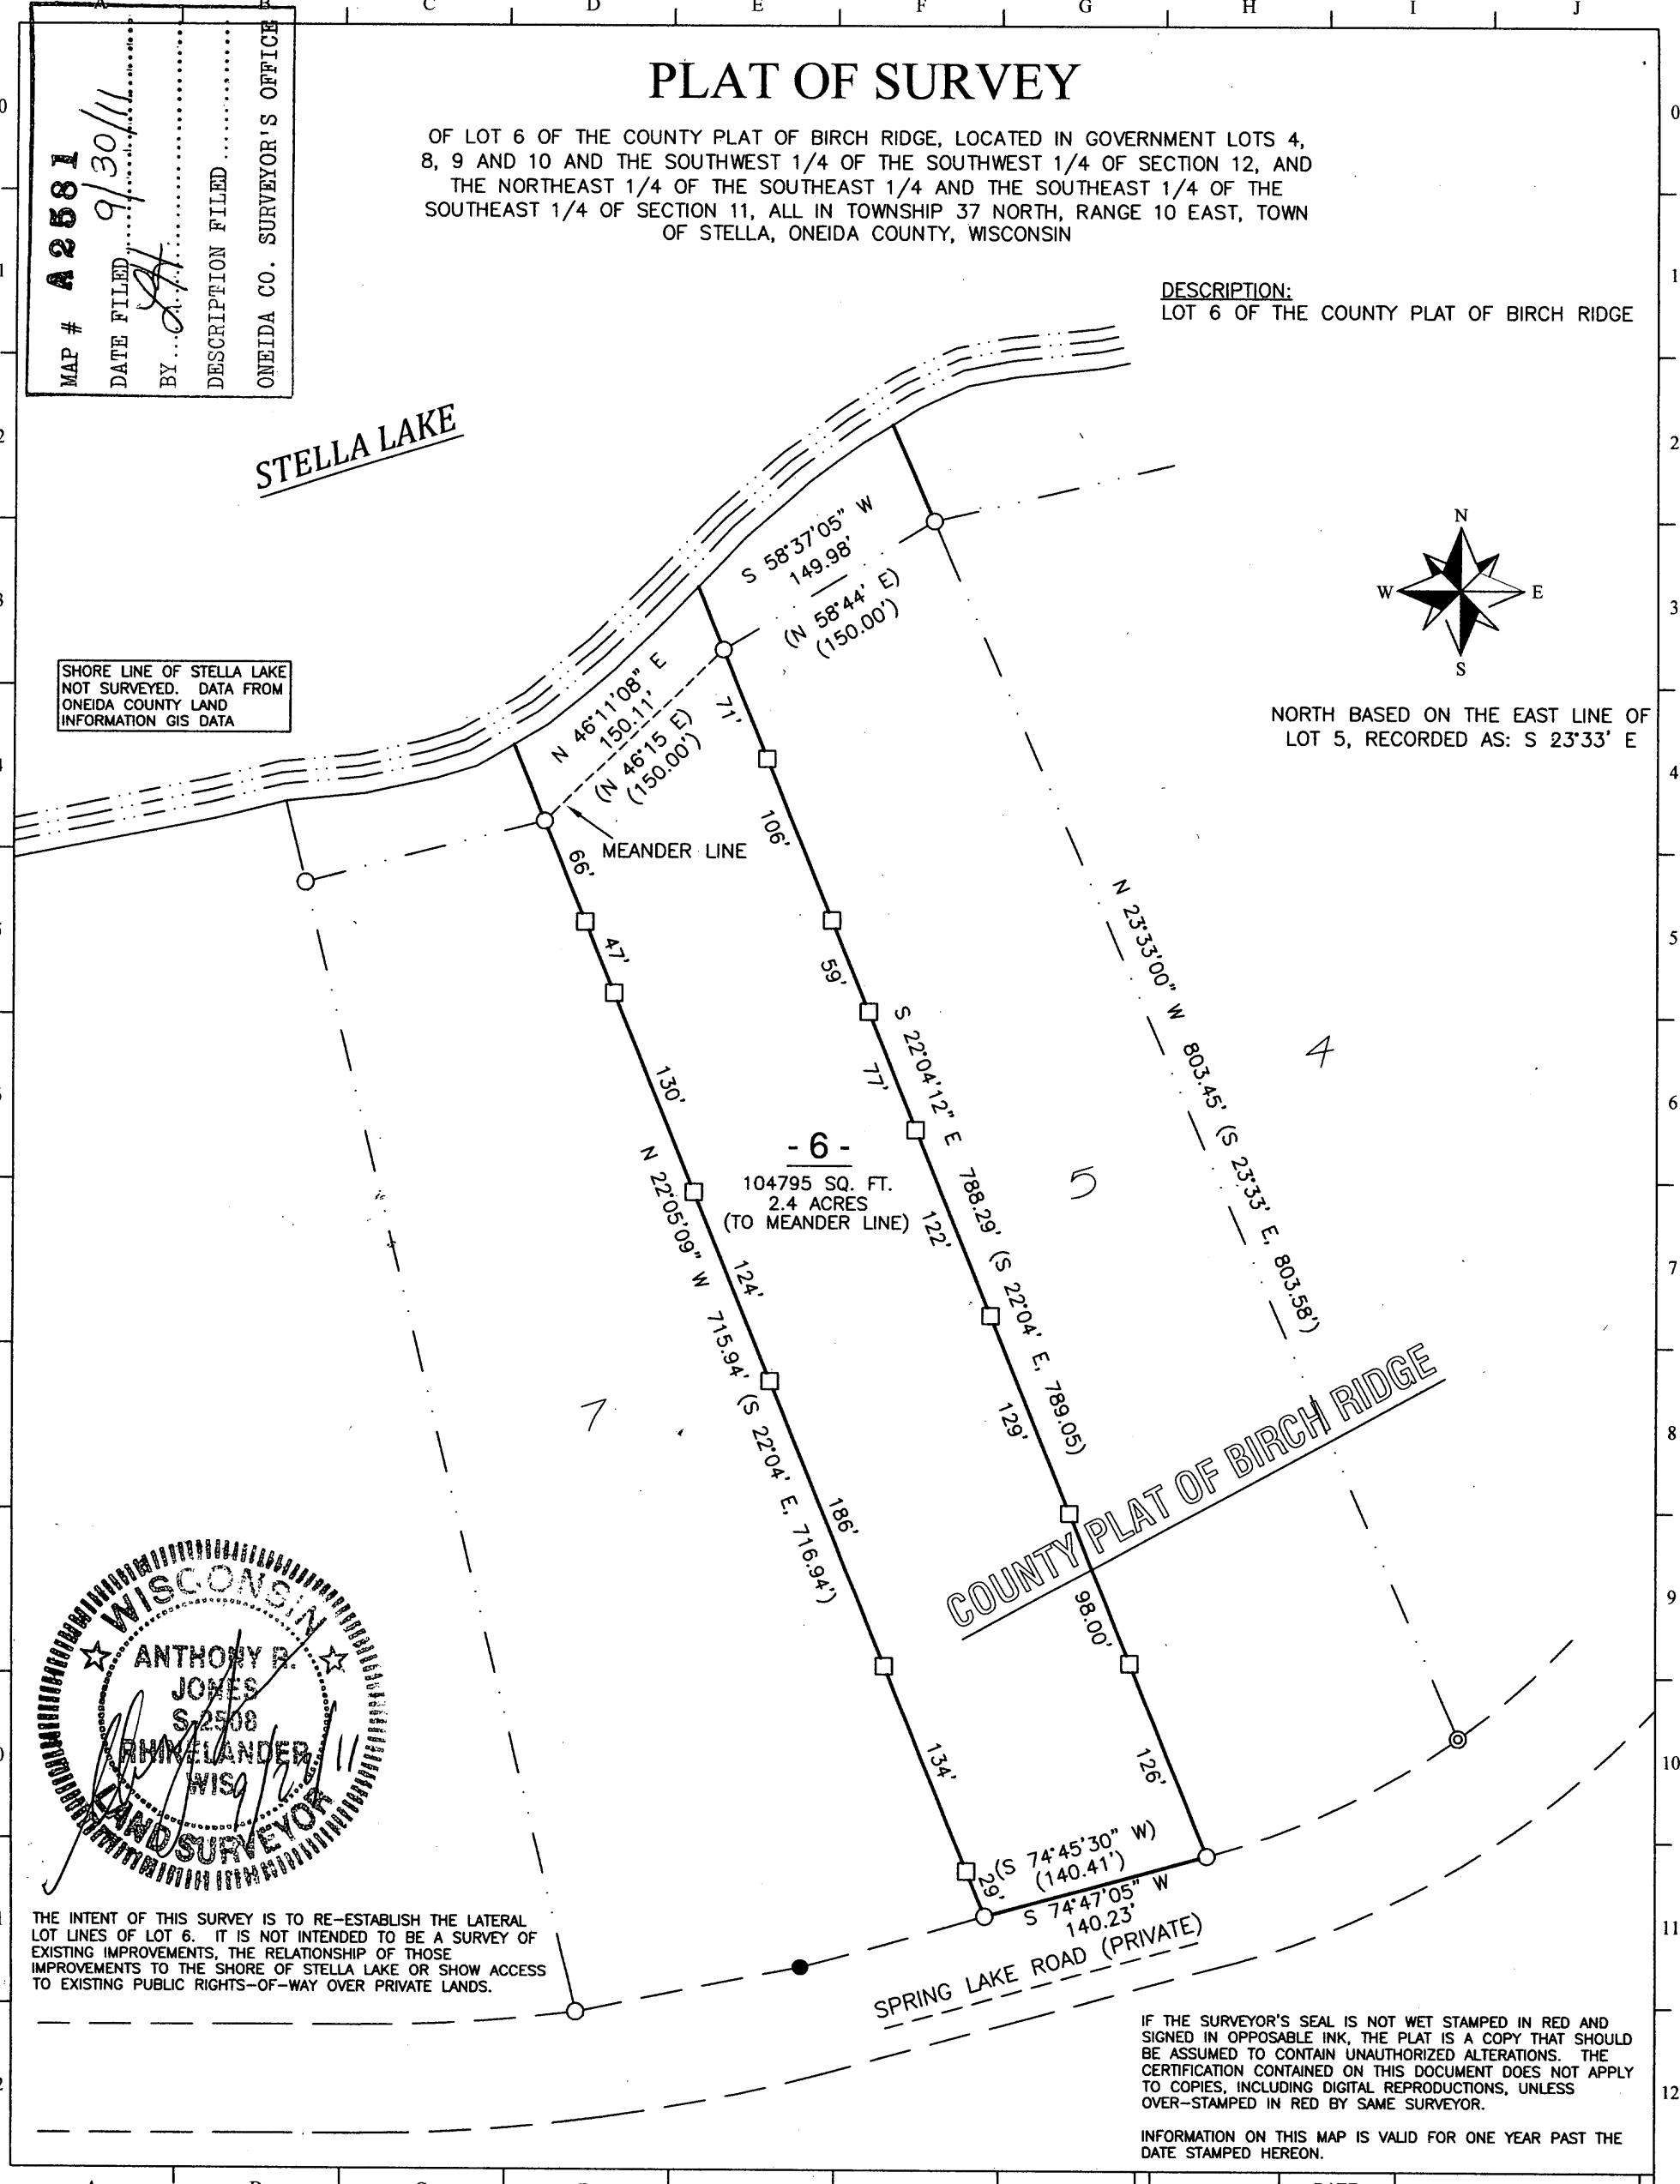 A B C D E F G H I J
MAP # A2581
DATE FILED 9/30/11
BY
DESCRIPTION FILED
ONEIDA CO. SURVEYOR'S OFFICE
PLAT OF SURVEY
OF LOT 6 OF THE COUNTY PLAT OF BIRCH RIDGE, LOCATED IN GOVERNMENT LOTS 4,
8, 9 AND 10 AND THE SOUTHWEST 1/4 OF THE SOUTHWEST 1/4 OF SECTION 12, AND
THE NORTHEAST 1/4 OF THE SOUTHEAST 1/4 AND THE SOUTHEAST 1/4 OF THE
SOUTHEAST 1/4 OF SECTION 11, ALL IN TOWNSHIP 37 NORTH, RANGE 10 EAST, TOWN
OF STELLA, ONEIDA COUNTY, WISCONSIN
DESCRIPTION:
LOT 6 OF THE COUNTY PLAT OF BIRCH RIDGE
STELLA LAKE
S 58°37'05" W
149.98'
(N 58°44' E)
(150.00')
N
W E
S
NORTH BASED ON THE EAST LINE OF
LOT 5, RECORDED AS: S 23°33' E
SHORE LINE OF STELLA LAKE
NOT SURVEYED. DATA FROM
ONEIDA COUNTY LAND
INFORMATION GIS DATA
N 46°11'08" E
150.11'
(N 46°15 E)
(150.00')
MEANDER LINE
71'
106'
59'
77'
122'
129'
98.00'
126'
S 22°04'12" E 788.29' (S 22°04' E, 789.05)
66'
47'
130'
124'
186'
134'
29'
N 22°05'09" W 715.94' (S 22°04' E, 716.94')
N 23°33'00" W 803.45' (S 23°33' E, 803.58')
4
5
7
- 6 -
104795 SQ. FT.
2.4 ACRES
(TO MEANDER LINE)
COUNTY PLAT OF BIRCH RIDGE
(S 74°45'30" W)
(140.41')
S 74°47'05" W
140.23'
SPRING LAKE ROAD (PRIVATE)
WISCONSIN
ANTHONY R.
JONES
S-2508
RHINELANDER
WIS.
LAND SURVEYOR
THE INTENT OF THIS SURVEY IS TO RE-ESTABLISH THE LATERAL
LOT LINES OF LOT 6. IT IS NOT INTENDED TO BE A SURVEY OF
EXISTING IMPROVEMENTS, THE RELATIONSHIP OF THOSE
IMPROVEMENTS TO THE SHORE OF STELLA LAKE OR SHOW ACCESS
TO EXISTING PUBLIC RIGHTS-OF-WAY OVER PRIVATE LANDS.
IF THE SURVEYOR'S SEAL IS NOT WET STAMPED IN RED AND
SIGNED IN OPPOSABLE INK, THE PLAT IS A COPY THAT SHOULD
BE ASSUMED TO CONTAIN UNAUTHORIZED ALTERATIONS. THE
CERTIFICATION CONTAINED ON THIS DOCUMENT DOES NOT APPLY
TO COPIES, INCLUDING DIGITAL REPRODUCTIONS, UNLESS
OVER-STAMPED IN RED BY SAME SURVEYOR.
INFORMATION ON THIS MAP IS VALID FOR ONE YEAR PAST THE
DATE STAMPED HEREON.
0
1
2
3
4
5
6
7
8
9
10
11
12